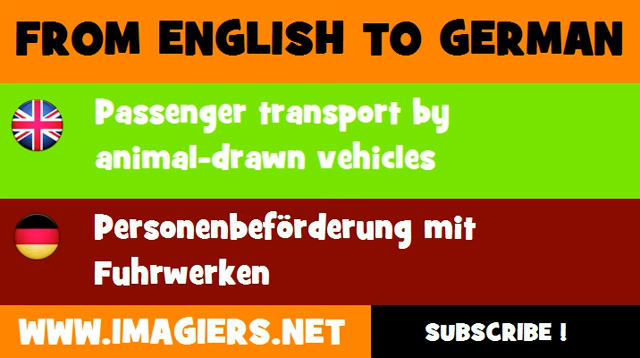 FROM ENGLISH TO GERMAN
Passenger transport by
animal-drawn vehicles
Personenbeförderung mit
Fuhrwerken
WWW.IMAGIERS.NET
SUBSCRIBE !